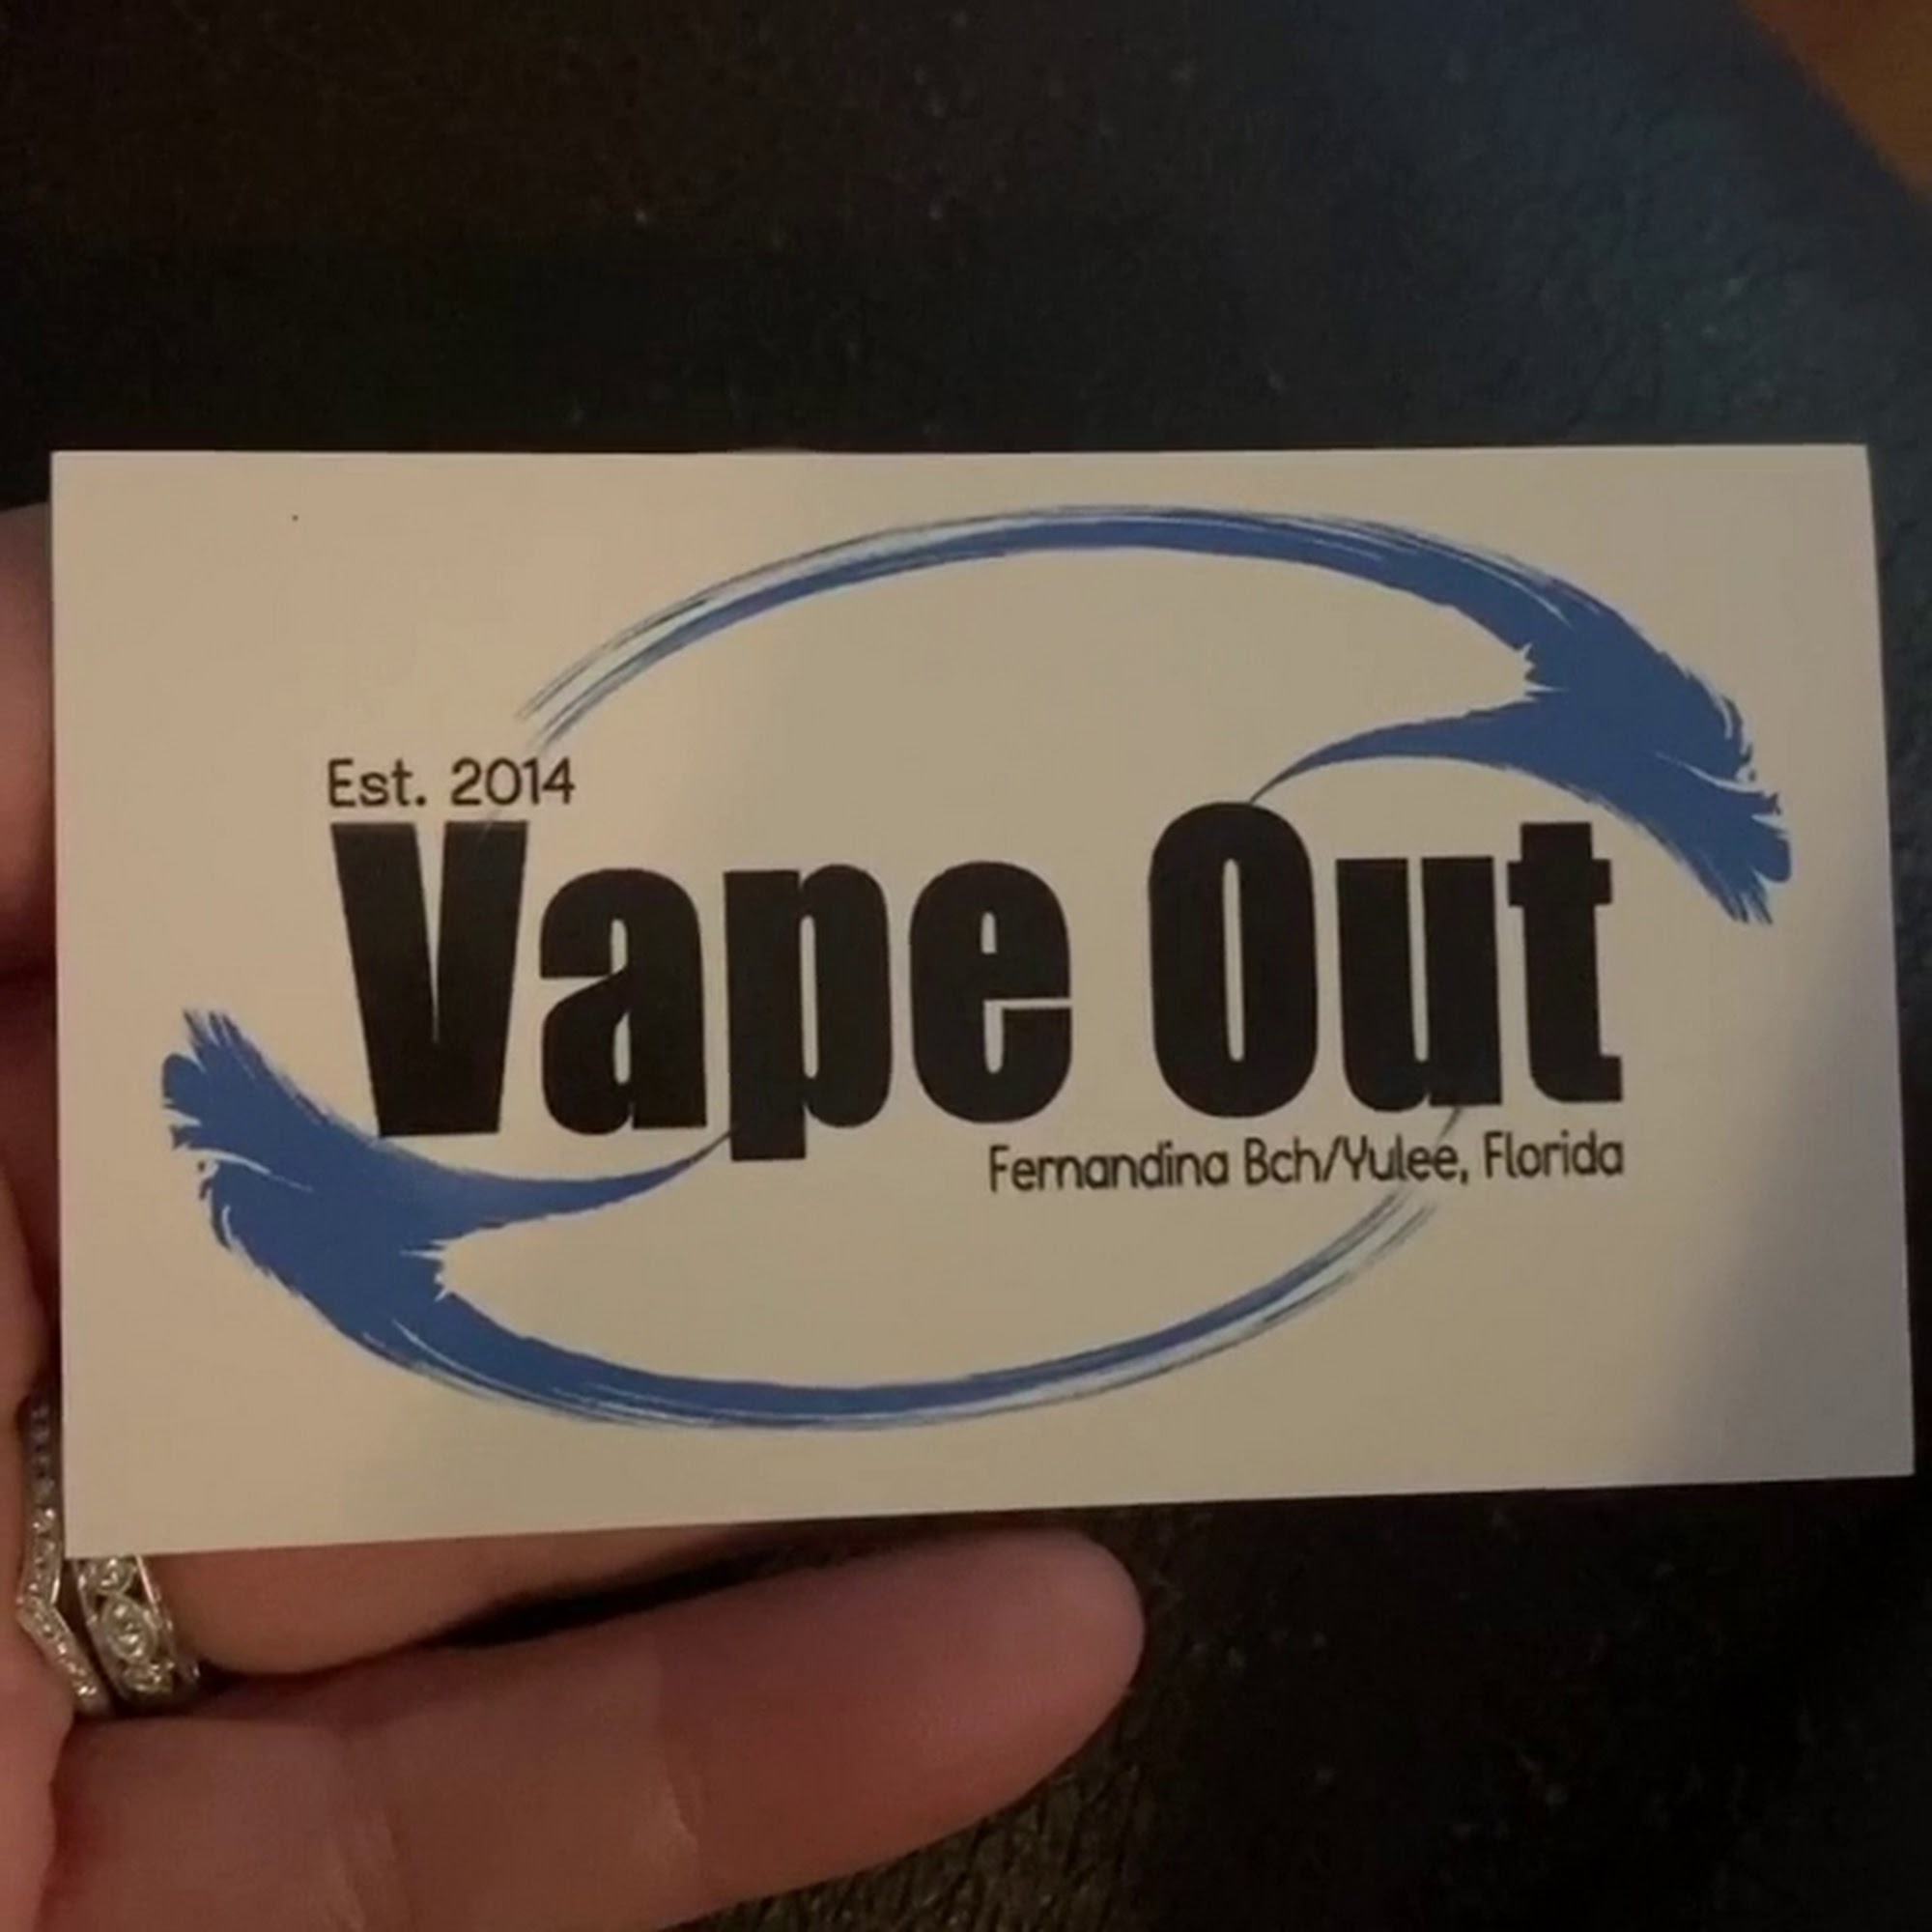 Est. 2014
Vape Out
Fernandina Bch/Yulee, Florida